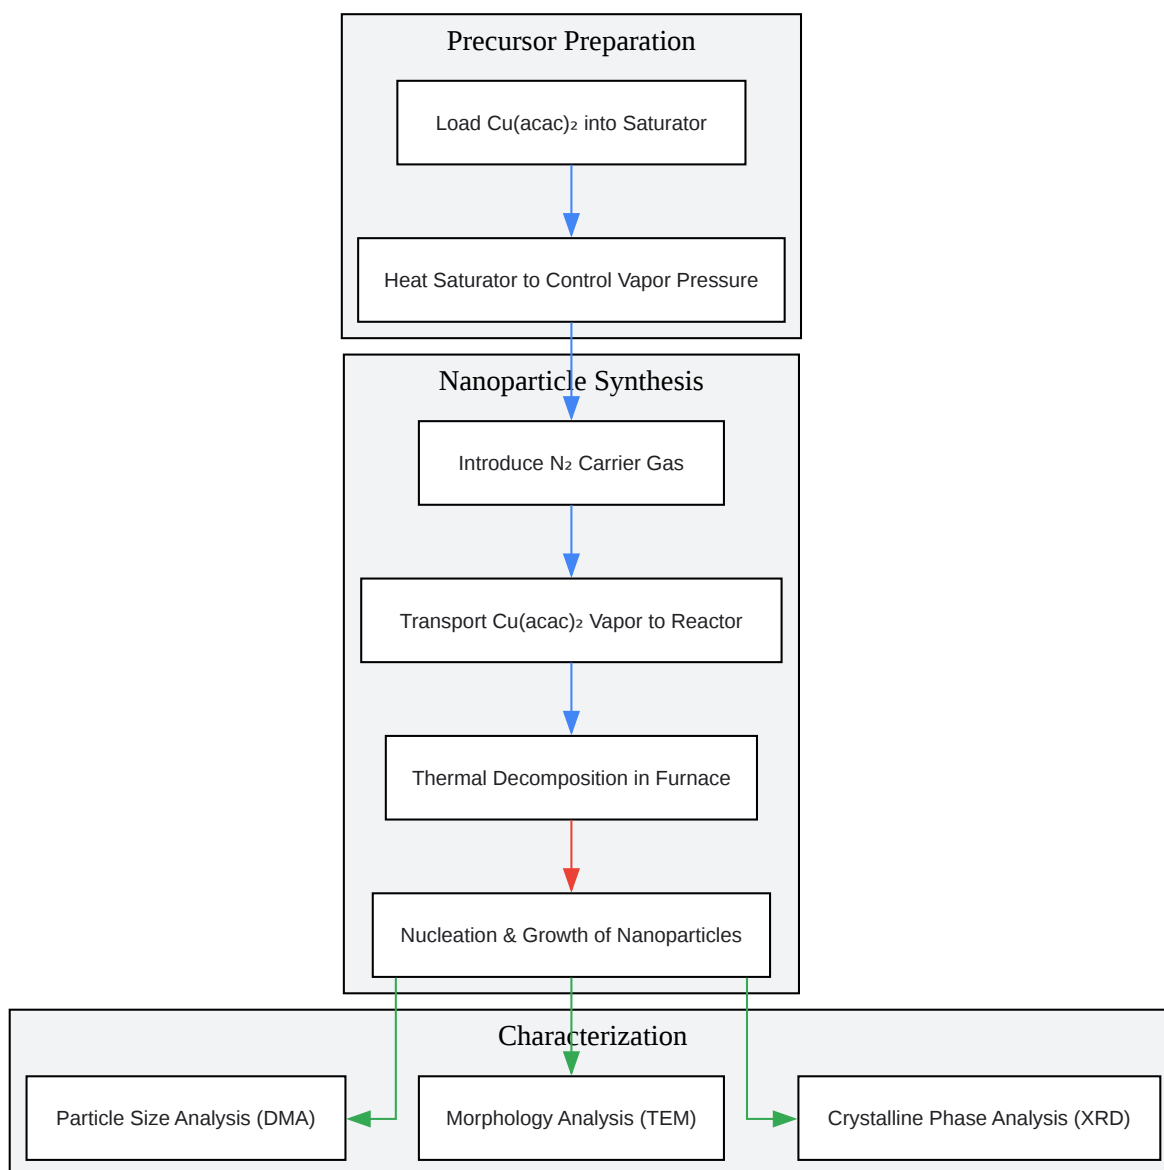 Precursor Preparation
Load Cu(acac)₂ into Saturator
Heat Saturator to Control Vapor Pressure
Nanoparticle Synthesis
Introduce N₂ Carrier Gas
Transport Cu(acac)₂ Vapor to Reactor
Thermal Decomposition in Furnace
Nucleation & Growth of Nanoparticles
Characterization
Particle Size Analysis (DMA)
Morphology Analysis (TEM)
Crystalline Phase Analysis (XRD)